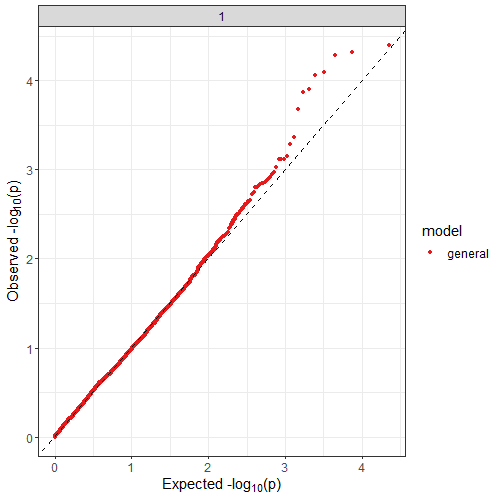 1
4
3
2
1
0
Observed -log10(p)
0 1 2 3 4
Expected -log10(p)
model
general